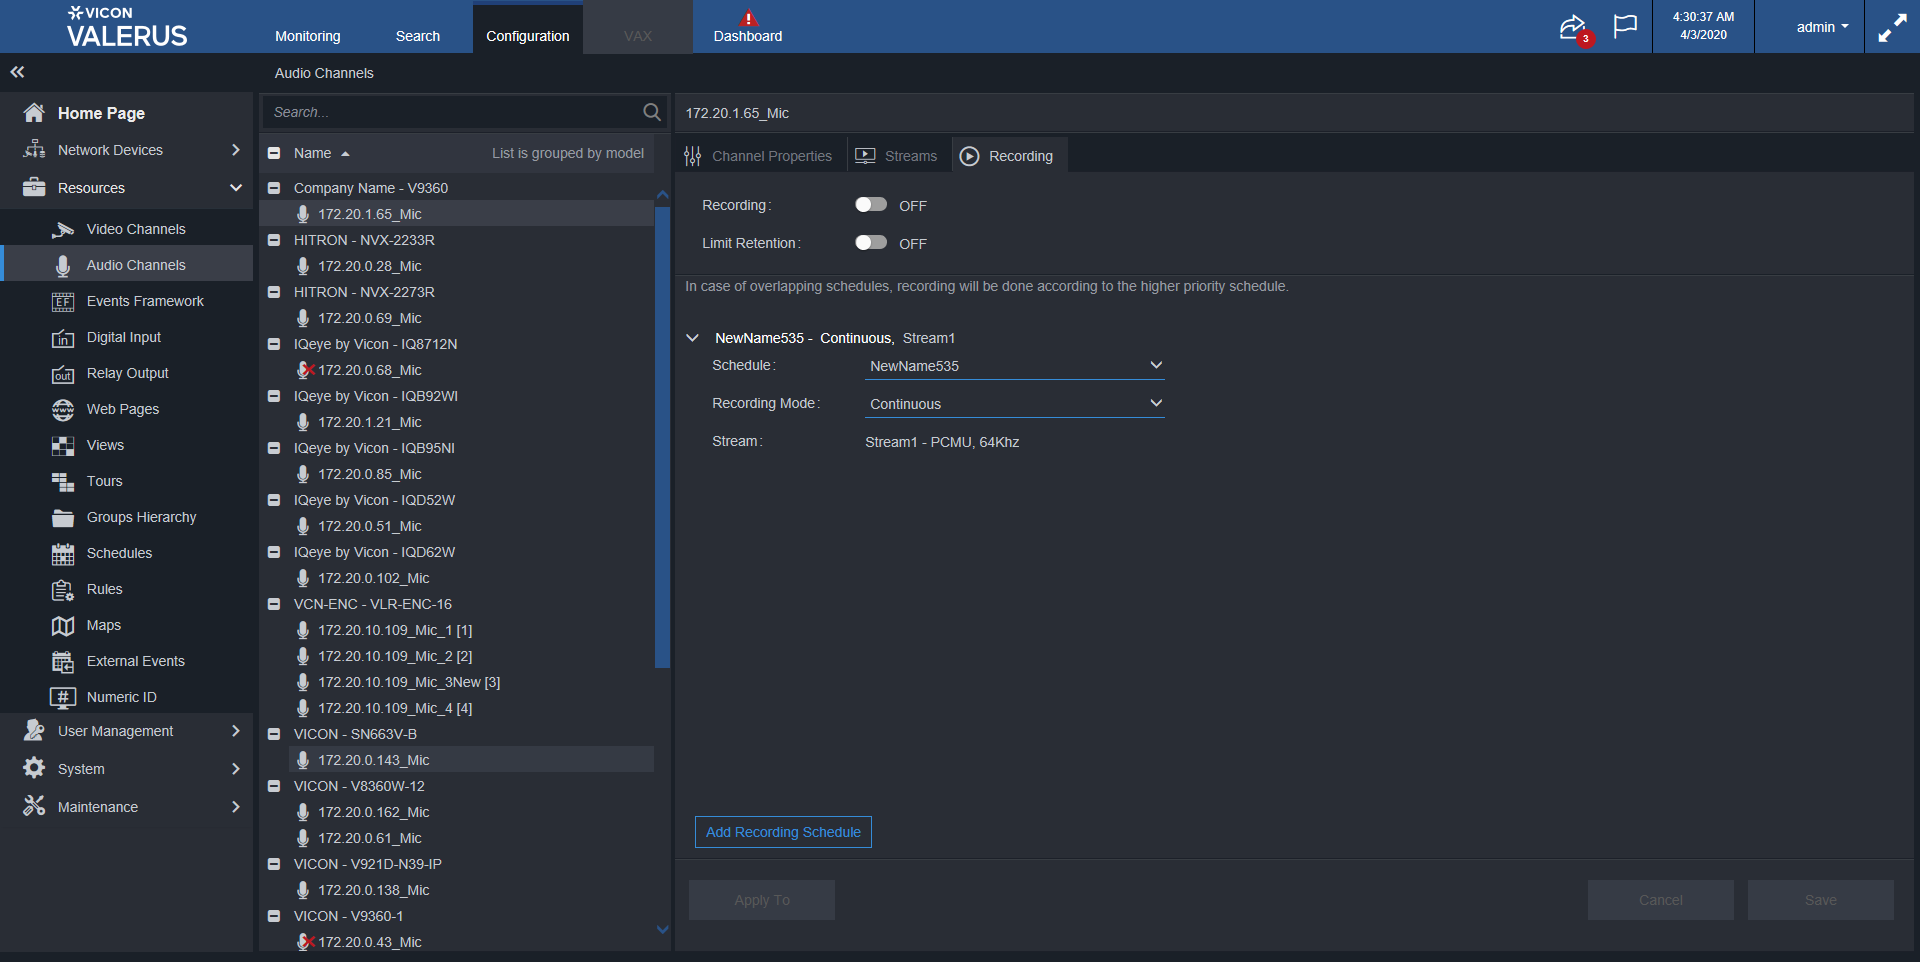 VICON
VALERUS
Monitoring
Search
Configuration
VAX
Dashboard
3
4:30:37 AM
4/3/2020
admin
Audio Channels
Home Page
Network Devices
Resources
Video Channels
Audio Channels
EF
Events Framework
in
Digital Input
out
Relay Output
www
Web Pages
Views
Tours
Groups Hierarchy
Schedules
Rules
Maps
External Events
#
Numeric ID
User Management
System
Maintenance
Search...
Name
List is grouped by model
Company Name - V9360
172.20.1.65_Mic
HITRON - NVX-2233R
172.20.0.28_Mic
HITRON - NVX-2273R
172.20.0.69_Mic
IQeye by Vicon - IQ8712N
172.20.0.68_Mic
IQeye by Vicon - IQB92WI
172.20.1.21_Mic
IQeye by Vicon - IQB95NI
172.20.0.85_Mic
IQeye by Vicon - IQD52W
172.20.0.51_Mic
IQeye by Vicon - IQD62W
172.20.0.102_Mic
VCN-ENC - VLR-ENC-16
172.20.10.109_Mic_1 [1]
172.20.10.109_Mic_2 [2]
172.20.10.109_Mic_3New [3]
172.20.10.109_Mic_4 [4]
VICON - SN663V-B
172.20.0.143_Mic
VICON - V8360W-12
172.20.0.162_Mic
172.20.0.61_Mic
VICON - V921D-N39-IP
172.20.0.138_Mic
VICON - V9360-1
172.20.0.43_Mic
172.20.1.65_Mic
Channel Properties
Streams
Recording
Recording: OFF
Limit Retention: OFF
In case of overlapping schedules, recording will be done according to the higher priority schedule.
NewName535 - Continuous, Stream1
Schedule: NewName535
Recording Mode: Continuous
Stream: Stream1 - PCMU, 64Khz
Add Recording Schedule
Apply To
Cancel
Save